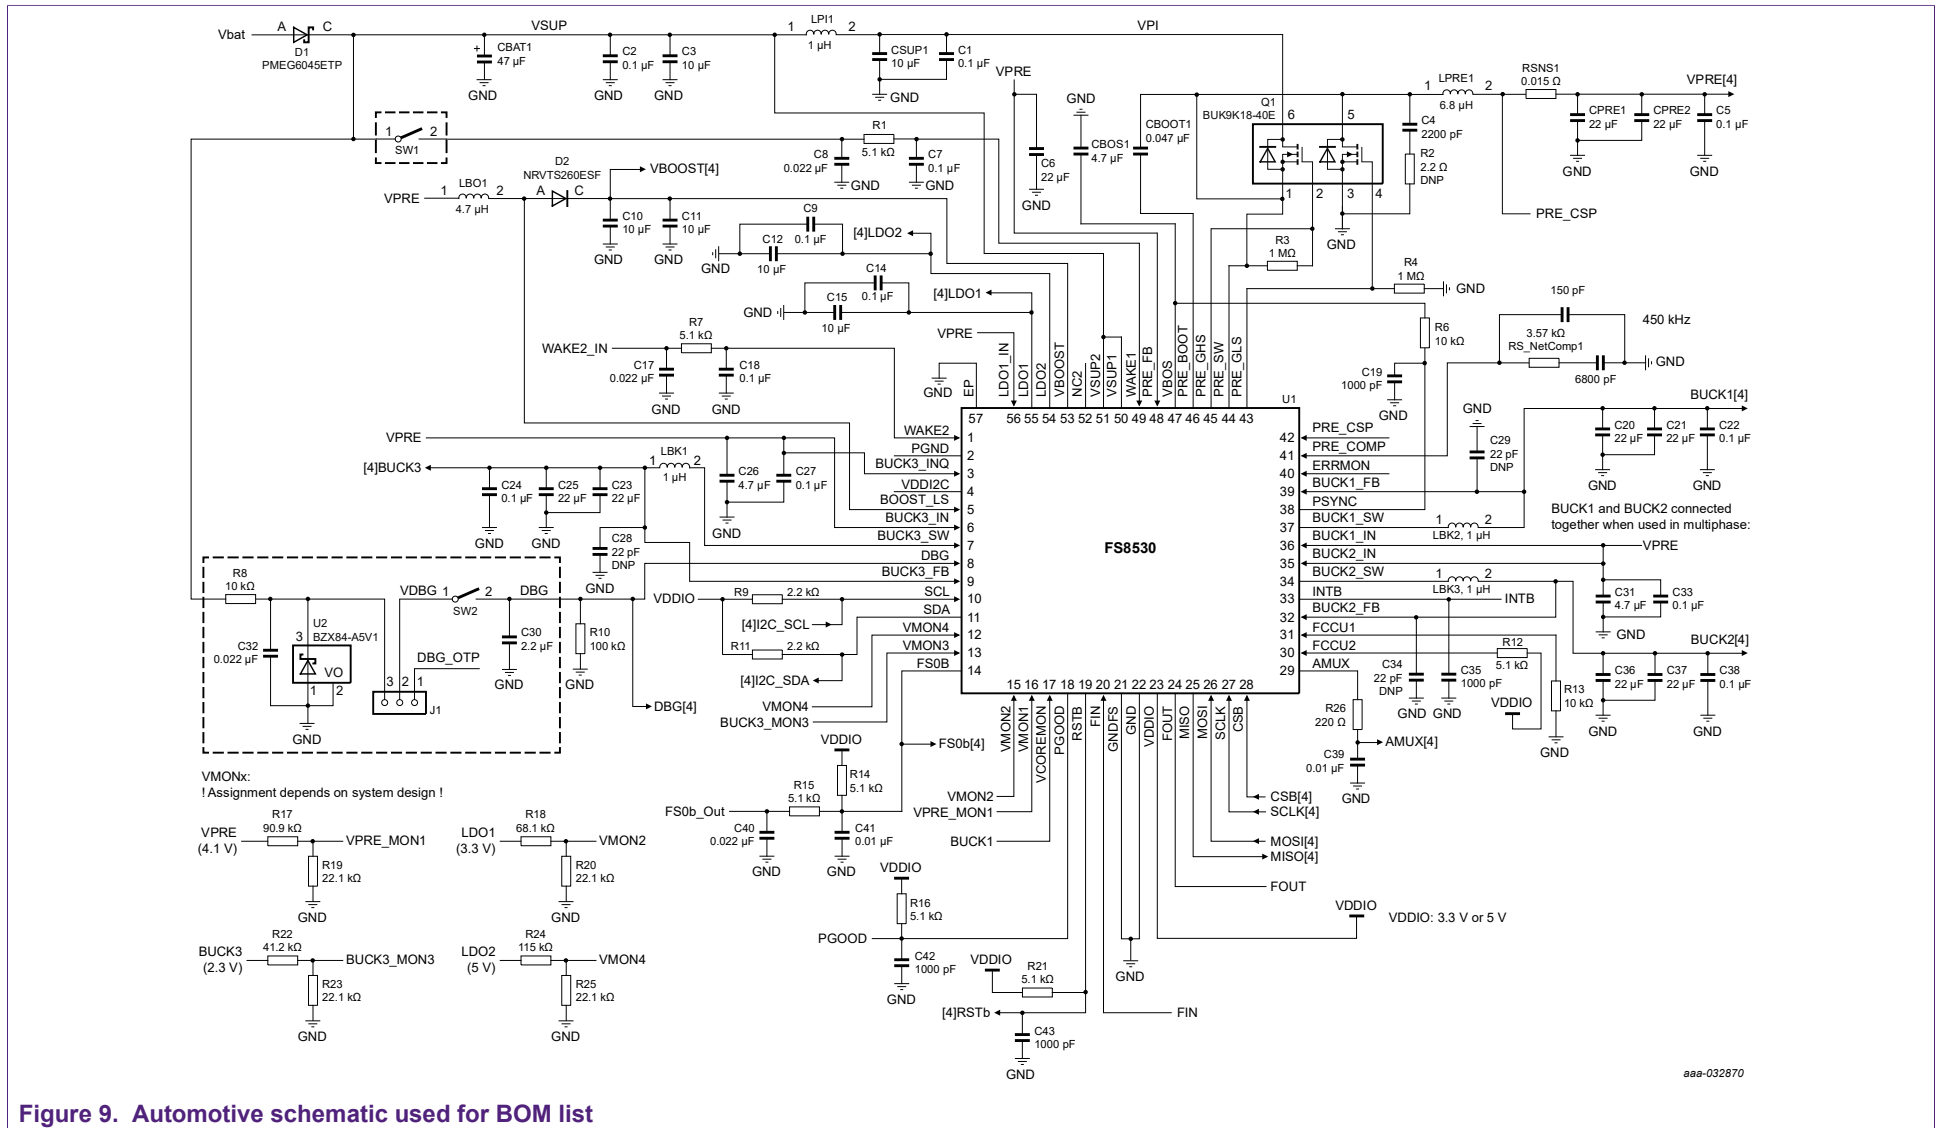 Vbat
A
C
D1
PMEG6045ETP
VSUP
CBAT1
47 µF
+
GND
C2
0.1 µF
GND
C3
10 µF
GND
LPI1
1
2
1 µH
VPI
CSUP1
10 µF
C1
0.1 µF
GND
VPRE
C6
22 µF
GND
GND
CBOS1
4.7 µF
CBOOT1
0.047 µF
Q1
BUK9K18-40E
6
5
1
2
3
4
GND
C4
2200 pF
R2
2.2 Ω
DNP
LPRE1
1
2
6.8 µH
RSNS1
0.015 Ω
VPRE[4]
CPRE1
22 µF
CPRE2
22 µF
C5
0.1 µF
GND
GND
PRE_CSP
1
2
SW1
R1
5.1 kΩ
C8
0.022 µF
GND
C7
0.1 µF
GND
D2
NRVTS260ESF
VBOOST[4]
VPRE
LBO1
1
2
4.7 µH
A
C
C10
10 µF
GND
C11
10 µF
GND
C9
0.1 µF
C12
10 µF
GND
[4]LDO2
C14
0.1 µF
C15
10 µF
GND
[4]LDO1
R3
1 MΩ
R4
1 MΩ
GND
150 pF
450 kHz
3.57 kΩ
RS_NetComp1
6800 pF
GND
R6
10 kΩ
C19
1000 pF
GND
WAKE2_IN
R7
5.1 kΩ
C17
0.022 µF
GND
C18
0.1 µF
GND
VPRE
GND
EP
LDO1_IN
LDO1
LDO2
VBOOST
NC2
VSUP2
VSUP1
WAKE1
PRE_FB
VBOS
PRE_BOOT
PRE_GHS
PRE_SW
PRE_GLS
U1
57
56 55 54 53 52 51 50 49 48 47 46 45 44 43
FS8530
WAKE2
1
PGND
2
BUCK3_INQ
3
VDDI2C
4
BOOST_LS
5
BUCK3_IN
6
BUCK3_SW
7
DBG
8
BUCK3_FB
9
SCL
10
SDA
11
VMON4
12
VMON3
13
FS0B
14
42
PRE_CSP
41
PRE_COMP
40
ERRMON
39
BUCK1_FB
38
PSYNC
37
BUCK1_SW
36
BUCK1_IN
35
BUCK2_IN
34
BUCK2_SW
33
INTB
32
BUCK2_FB
31
FCCU1
30
FCCU2
29
AMUX
15 16 17 18 19 20 21 22 23 24 25 26 27 28
VMON2
VMON1
VCOREMON
PGOOD
RSTB
FIN
GNDFS
GND
VDDIO
FOUT
MISO
MOSI
SCLK
CSB
VPRE
[4]BUCK3
LBK1
1
2
1 µH
C24
0.1 µF
GND
C25
22 µF
C23
22 µF
GND
C26
4.7 µF
C27
0.1 µF
GND
C28
22 pF
DNP
GND
R8
10 kΩ
C32
0.022 µF
U2
BZX84-A5V1
3
VO
1
2
GND
VDBG
1
2
SW2
DBG
C30
2.2 µF
GND
DBG_OTP
3
2
1
J1
R10
100 kΩ
GND
DBG[4]
VDDIO
R9
2.2 kΩ
[4]I2C_SCL
R11
2.2 kΩ
[4]I2C_SDA
VMON4
BUCK3_MON3
FS0b[4]
VDDIO
R14
5.1 kΩ
R15
5.1 kΩ
FS0b_Out
C40
0.022 µF
GND
C41
0.01 µF
GND
VMON2
VPRE_MON1
BUCK1
VDDIO
R16
5.1 kΩ
PGOOD
C42
1000 pF
GND
VDDIO
R21
5.1 kΩ
[4]RSTb
C43
1000 pF
GND
FIN
GND
GND
C29
22 pF
DNP
BUCK1[4]
C20
22 µF
C21
22 µF
C22
0.1 µF
GND
GND
BUCK1 and BUCK2 connected
together when used in multiphase:
1
2
LBK2, 1 µH
VPRE
1
2
LBK3, 1 µH
INTB
C31
4.7 µF
C33
0.1 µF
GND
R12
5.1 kΩ
VDDIO
C34
22 pF
DNP
GND
C35
1000 pF
GND
R13
10 kΩ
GND
BUCK2[4]
C36
22 µF
C37
22 µF
C38
0.1 µF
GND
GND
R26
220 Ω
AMUX[4]
C39
0.01 µF
GND
CSB[4]
SCLK[4]
MOSI[4]
MISO[4]
FOUT
VDDIO
VDDIO: 3.3 V or 5 V
VMONx:
! Assignment depends on system design !
VPRE
(4.1 V)
R17
90.9 kΩ
VPRE_MON1
R19
22.1 kΩ
GND
LDO1
(3.3 V)
R18
68.1 kΩ
VMON2
R20
22.1 kΩ
GND
BUCK3
(2.3 V)
R22
41.2 kΩ
BUCK3_MON3
R23
22.1 kΩ
GND
LDO2
(5 V)
R24
115 kΩ
VMON4
R25
22.1 kΩ
GND
aaa-032870
Figure 9. Automotive schematic used for BOM list